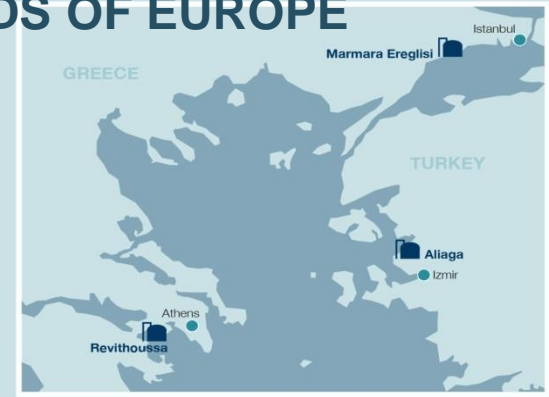 DS OF EUROPE
Istanbul
Marmara Ereglisi
GREECE
TURKEY
Aliaga
Izmir
Athens
Revithoussa